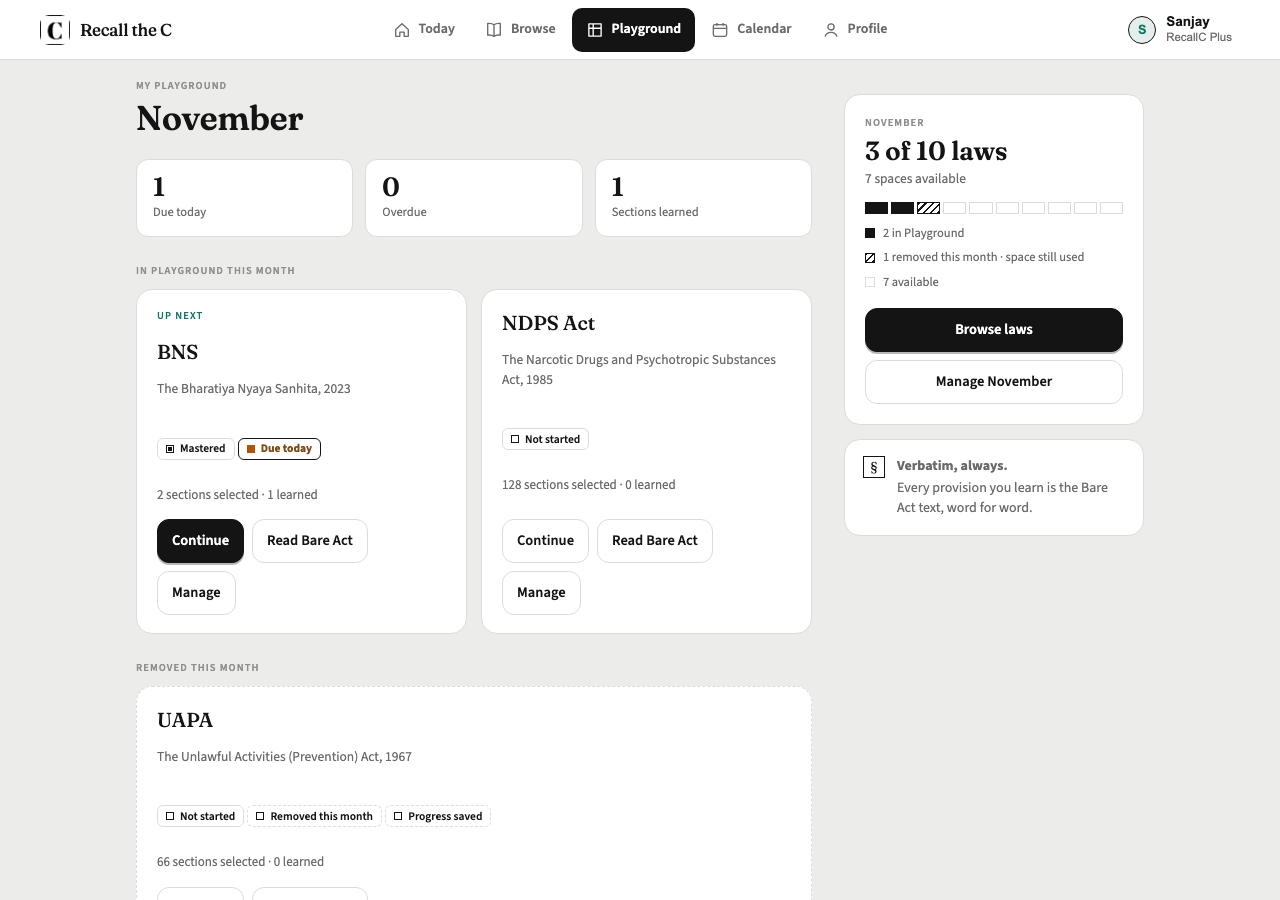 C Recall the C
Today
Browse
Playground
Calendar
Profile
S
Sanjay
RecallC Plus
MY PLAYGROUND
November
1
Due today
0
Overdue
1
Sections learned
IN PLAYGROUND THIS MONTH
UP NEXT
BNS
The Bharatiya Nyaya Sanhita, 2023
Mastered
Due today
2 sections selected · 1 learned
Continue
Read Bare Act
Manage
NDPS Act
The Narcotic Drugs and Psychotropic Substances
Act, 1985
Not started
128 sections selected · 0 learned
Continue
Read Bare Act
Manage
REMOVED THIS MONTH
UAPA
The Unlawful Activities (Prevention) Act, 1967
Not started
Removed this month
Progress saved
66 sections selected · 0 learned
NOVEMBER
3 of 10 laws
7 spaces available
2 in Playground
1 removed this month · space still used
7 available
Browse laws
Manage November
§
Verbatim, always.
Every provision you learn is the Bare
Act text, word for word.